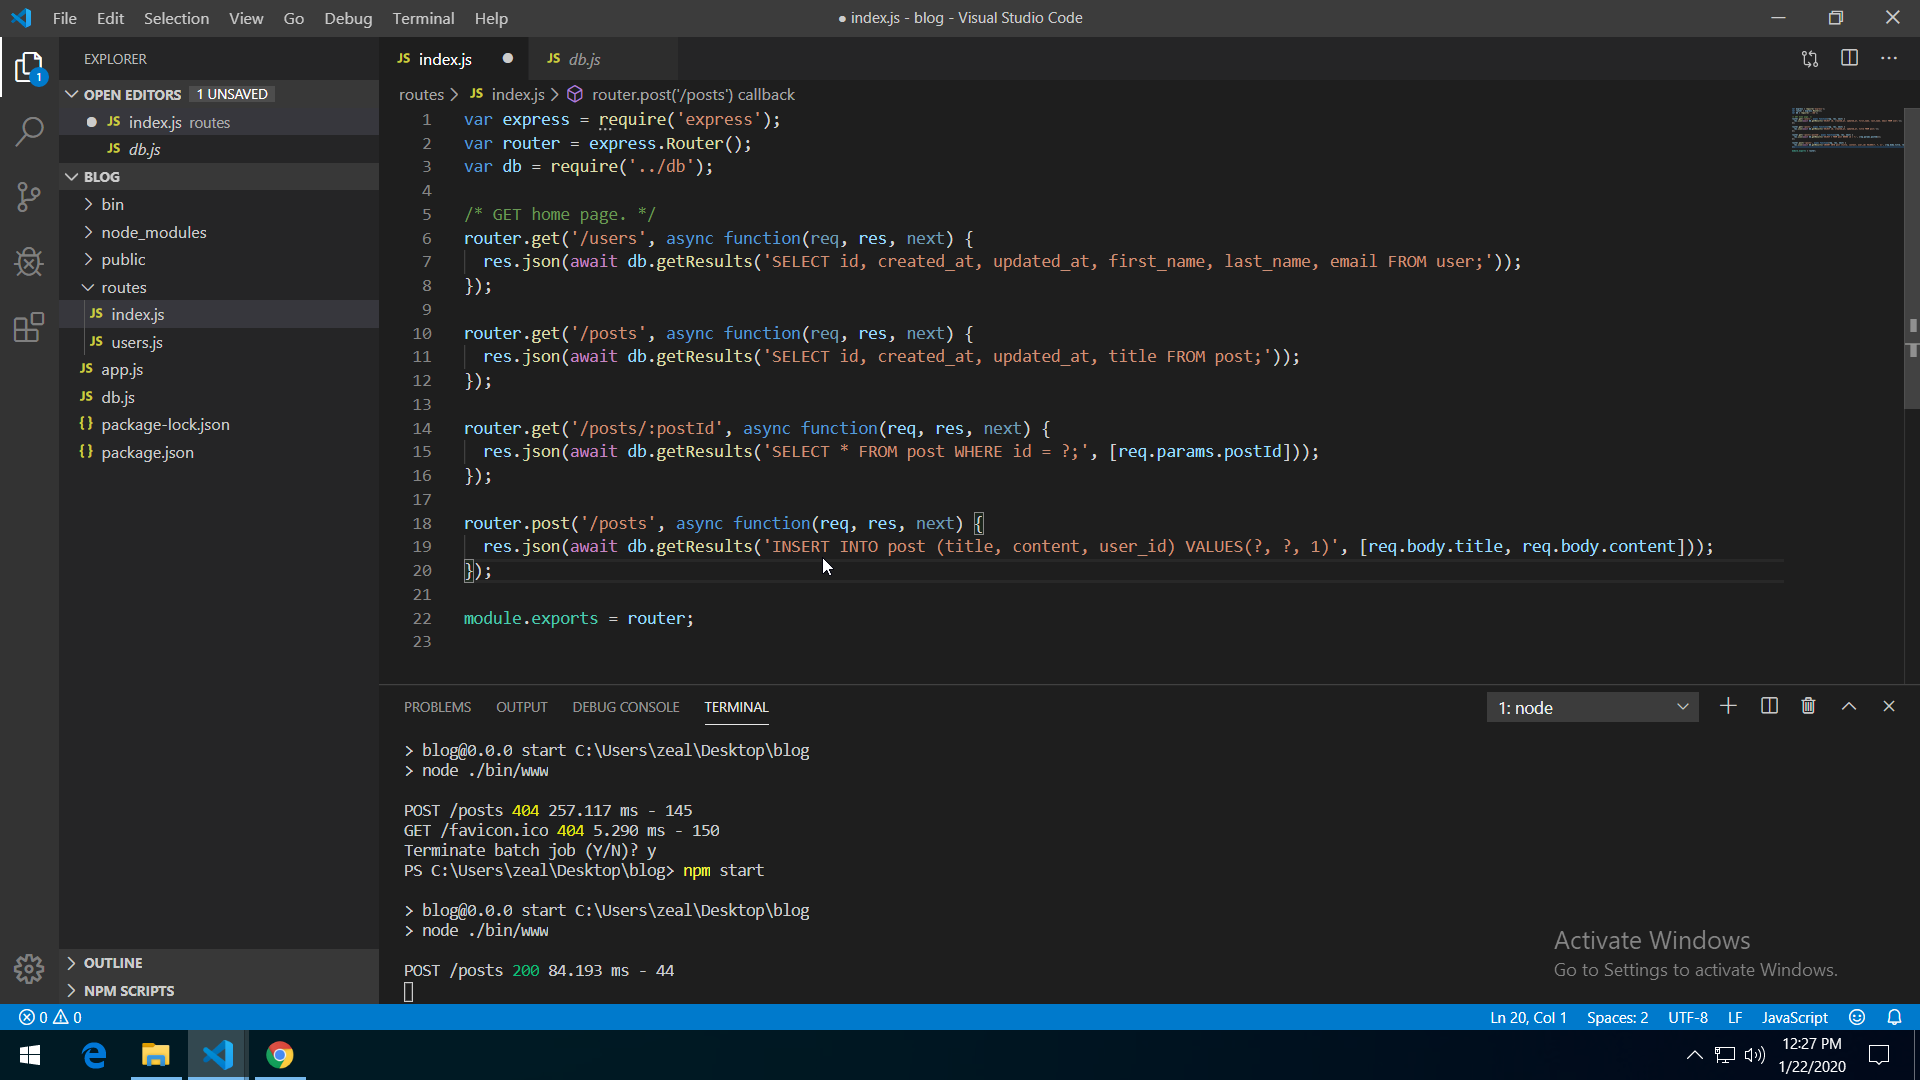 File Edit Selection View Go Debug Terminal Help
● index.js - blog - Visual Studio Code
1
EXPLORER
OPEN EDITORS 1 UNSAVED
JS index.js routes
JS db.js
BLOG
bin
node_modules
public
routes
JS index.js
JS users.js
JS app.js
JS db.js
{} package-lock.json
{} package.json
OUTLINE
NPM SCRIPTS
JS index.js
JS db.js
routes > JS index.js > router.post('/posts') callback
1 var express = require('express');
2 var router = express.Router();
3 var db = require('../db');
4
5 /* GET home page. */
6 router.get('/users', async function(req, res, next) {
7 res.json(await db.getResults('SELECT id, created_at, updated_at, first_name, last_name, email FROM user;'));
8 });
9
10 router.get('/posts', async function(req, res, next) {
11 res.json(await db.getResults('SELECT id, created_at, updated_at, title FROM post;'));
12 });
13
14 router.get('/posts/:postId', async function(req, res, next) {
15 res.json(await db.getResults('SELECT * FROM post WHERE id = ?;', [req.params.postId]));
16 });
17
18 router.post('/posts', async function(req, res, next) {
19 res.json(await db.getResults('INSERT INTO post (title, content, user_id) VALUES(?, ?, 1)', [req.body.title, req.body.content]));
20 });
21
22 module.exports = router;
23
PROBLEMS OUTPUT DEBUG CONSOLE TERMINAL
1: node
> blog@0.0.0 start C:\Users\zeal\Desktop\blog
> node ./bin/www
POST /posts 404 257.117 ms - 145
GET /favicon.ico 404 5.290 ms - 150
Terminate batch job (Y/N)? y
PS C:\Users\zeal\Desktop\blog> npm start
> blog@0.0.0 start C:\Users\zeal\Desktop\blog
> node ./bin/www
POST /posts 200 84.193 ms - 44
Activate Windows
Go to Settings to activate Windows.
0 0
Ln 20, Col 1 Spaces: 2 UTF-8 LF JavaScript
12:27 PM
1/22/2020